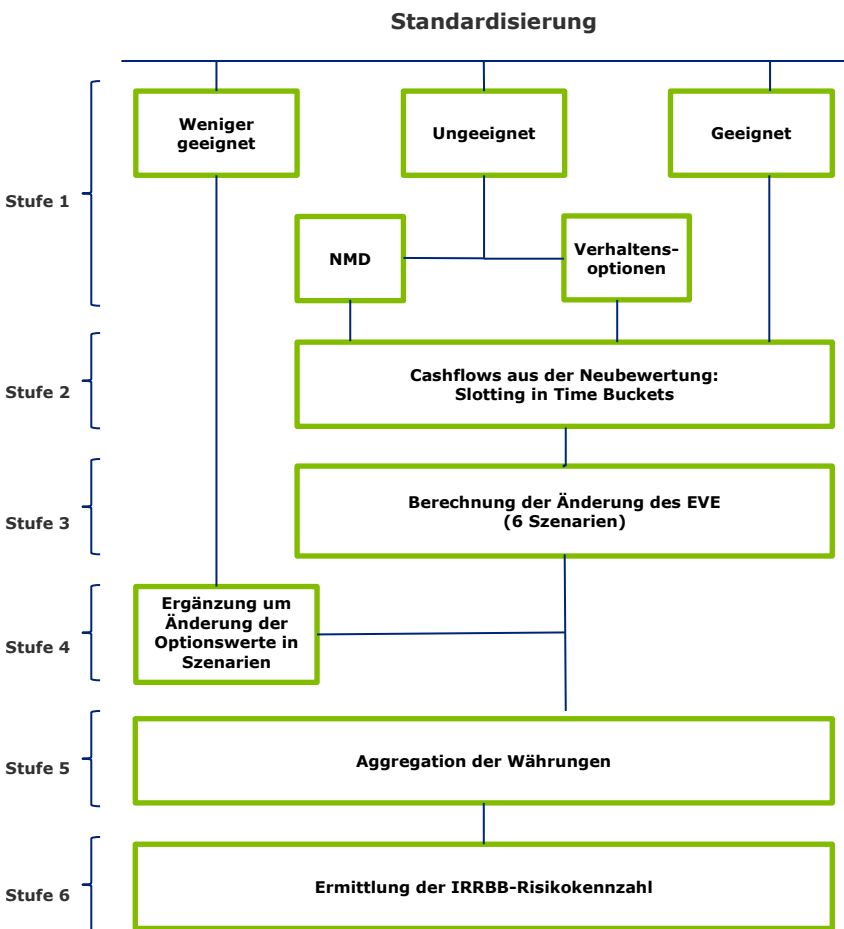 Standardisierung
Weniger
geeignet
Ungeeignet
Geeignet
Stufe 1
NMD
Verhaltens-
optionen
Stufe 2
Cashflows aus der Neubewertung:
Slotting in Time Buckets
Stufe 3
Berechnung der Änderung des EVE
(6 Szenarien)
Stufe 4
Ergänzung um
Änderung der
Optionswerte in
Szenarien
Stufe 5
Aggregation der Währungen
Stufe 6
Ermittlung der IRRBB-Risikokennzahl